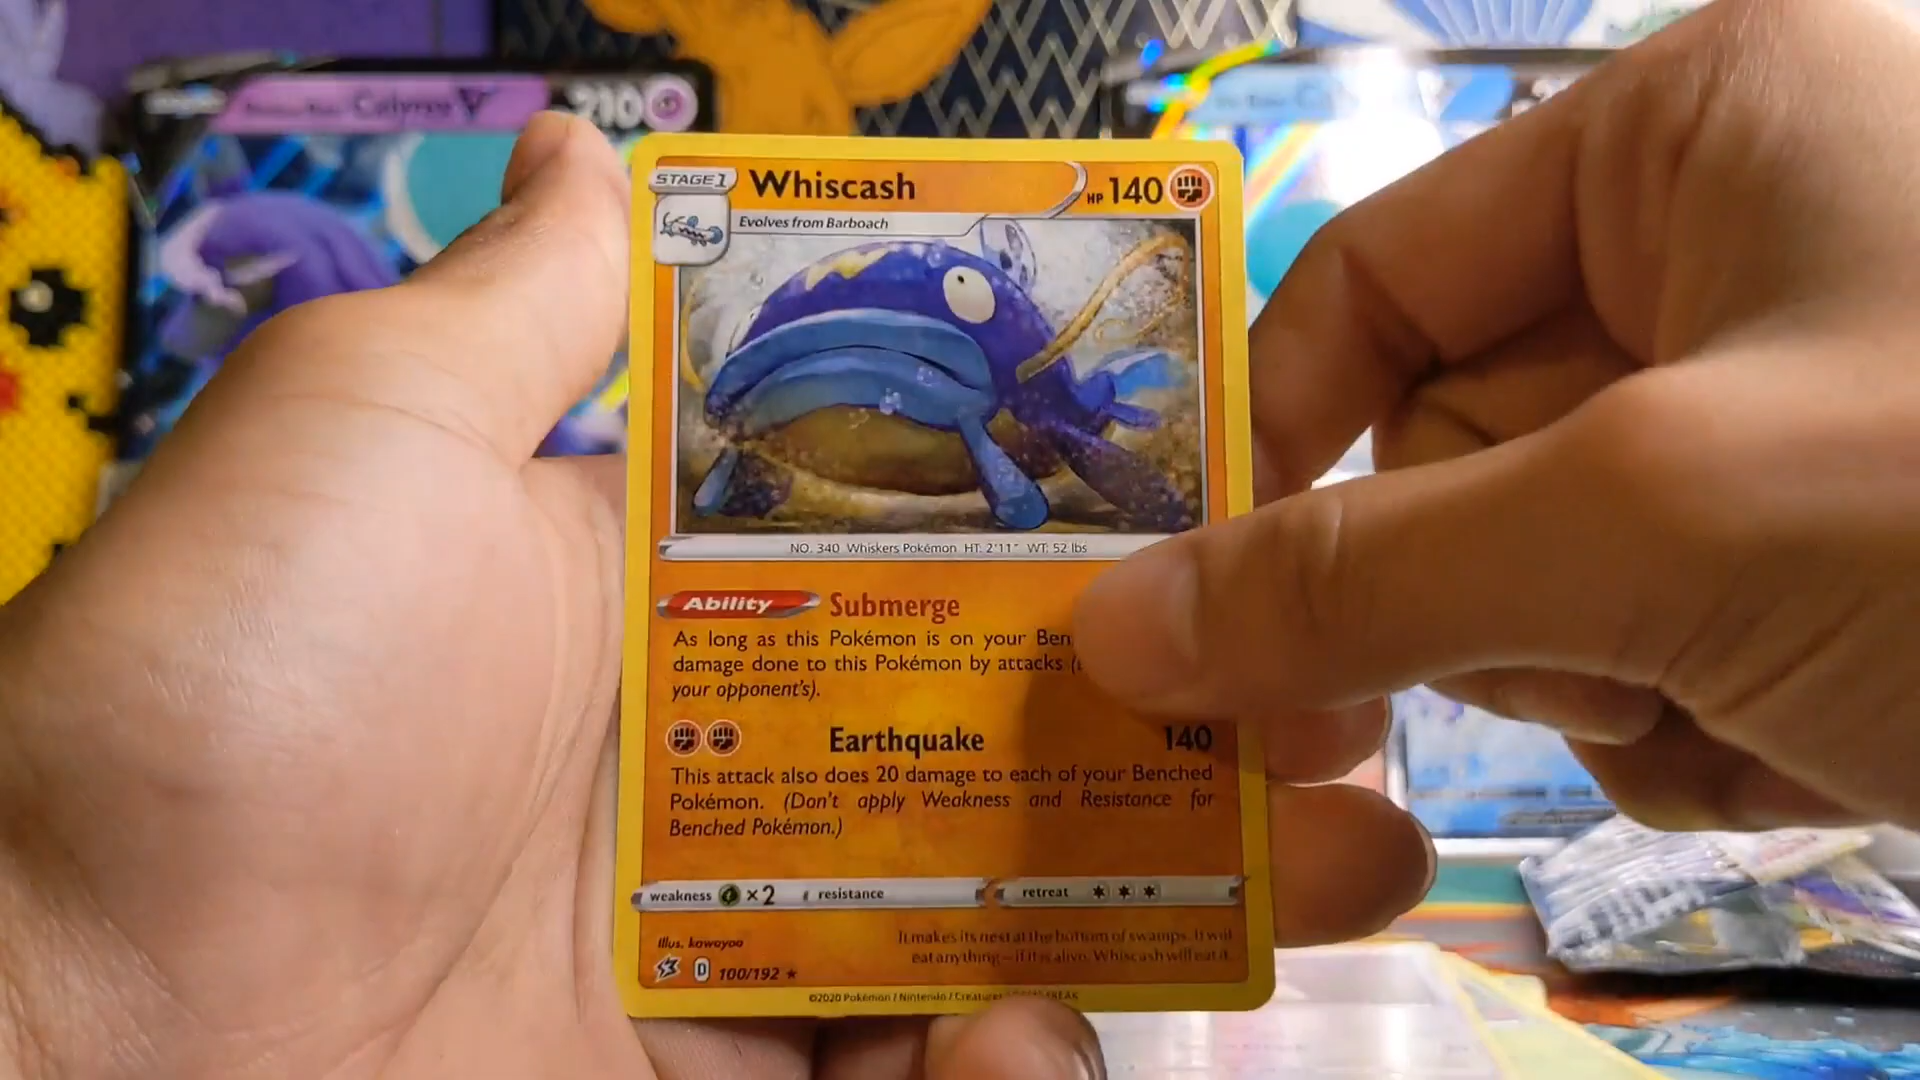 Calyrex V
210
STAGE 1 Whiscash HP 140
Evolves from Barboach
NO. 340 Whiskers Pokémon HT: 2'11" WT: 52 lbs
Ability Submerge
As long as this Pokémon is on your
damage done to this Pokémon by attacks
your opponent's).
Earthquake 140
This attack also does 20 damage to each of your Benched
Pokémon. (Don't apply Weakness and Resistance for
Benched Pokémon.)
weakness ×2 resistance retreat
Illus. kawayoo
It makes its nest at the bottom of swamps. It will
eat anything—if it is alive, Whiscash will eat it.
D 100/192
©2020 Pokémon / Nintendo / Creatures / GAME FREAK